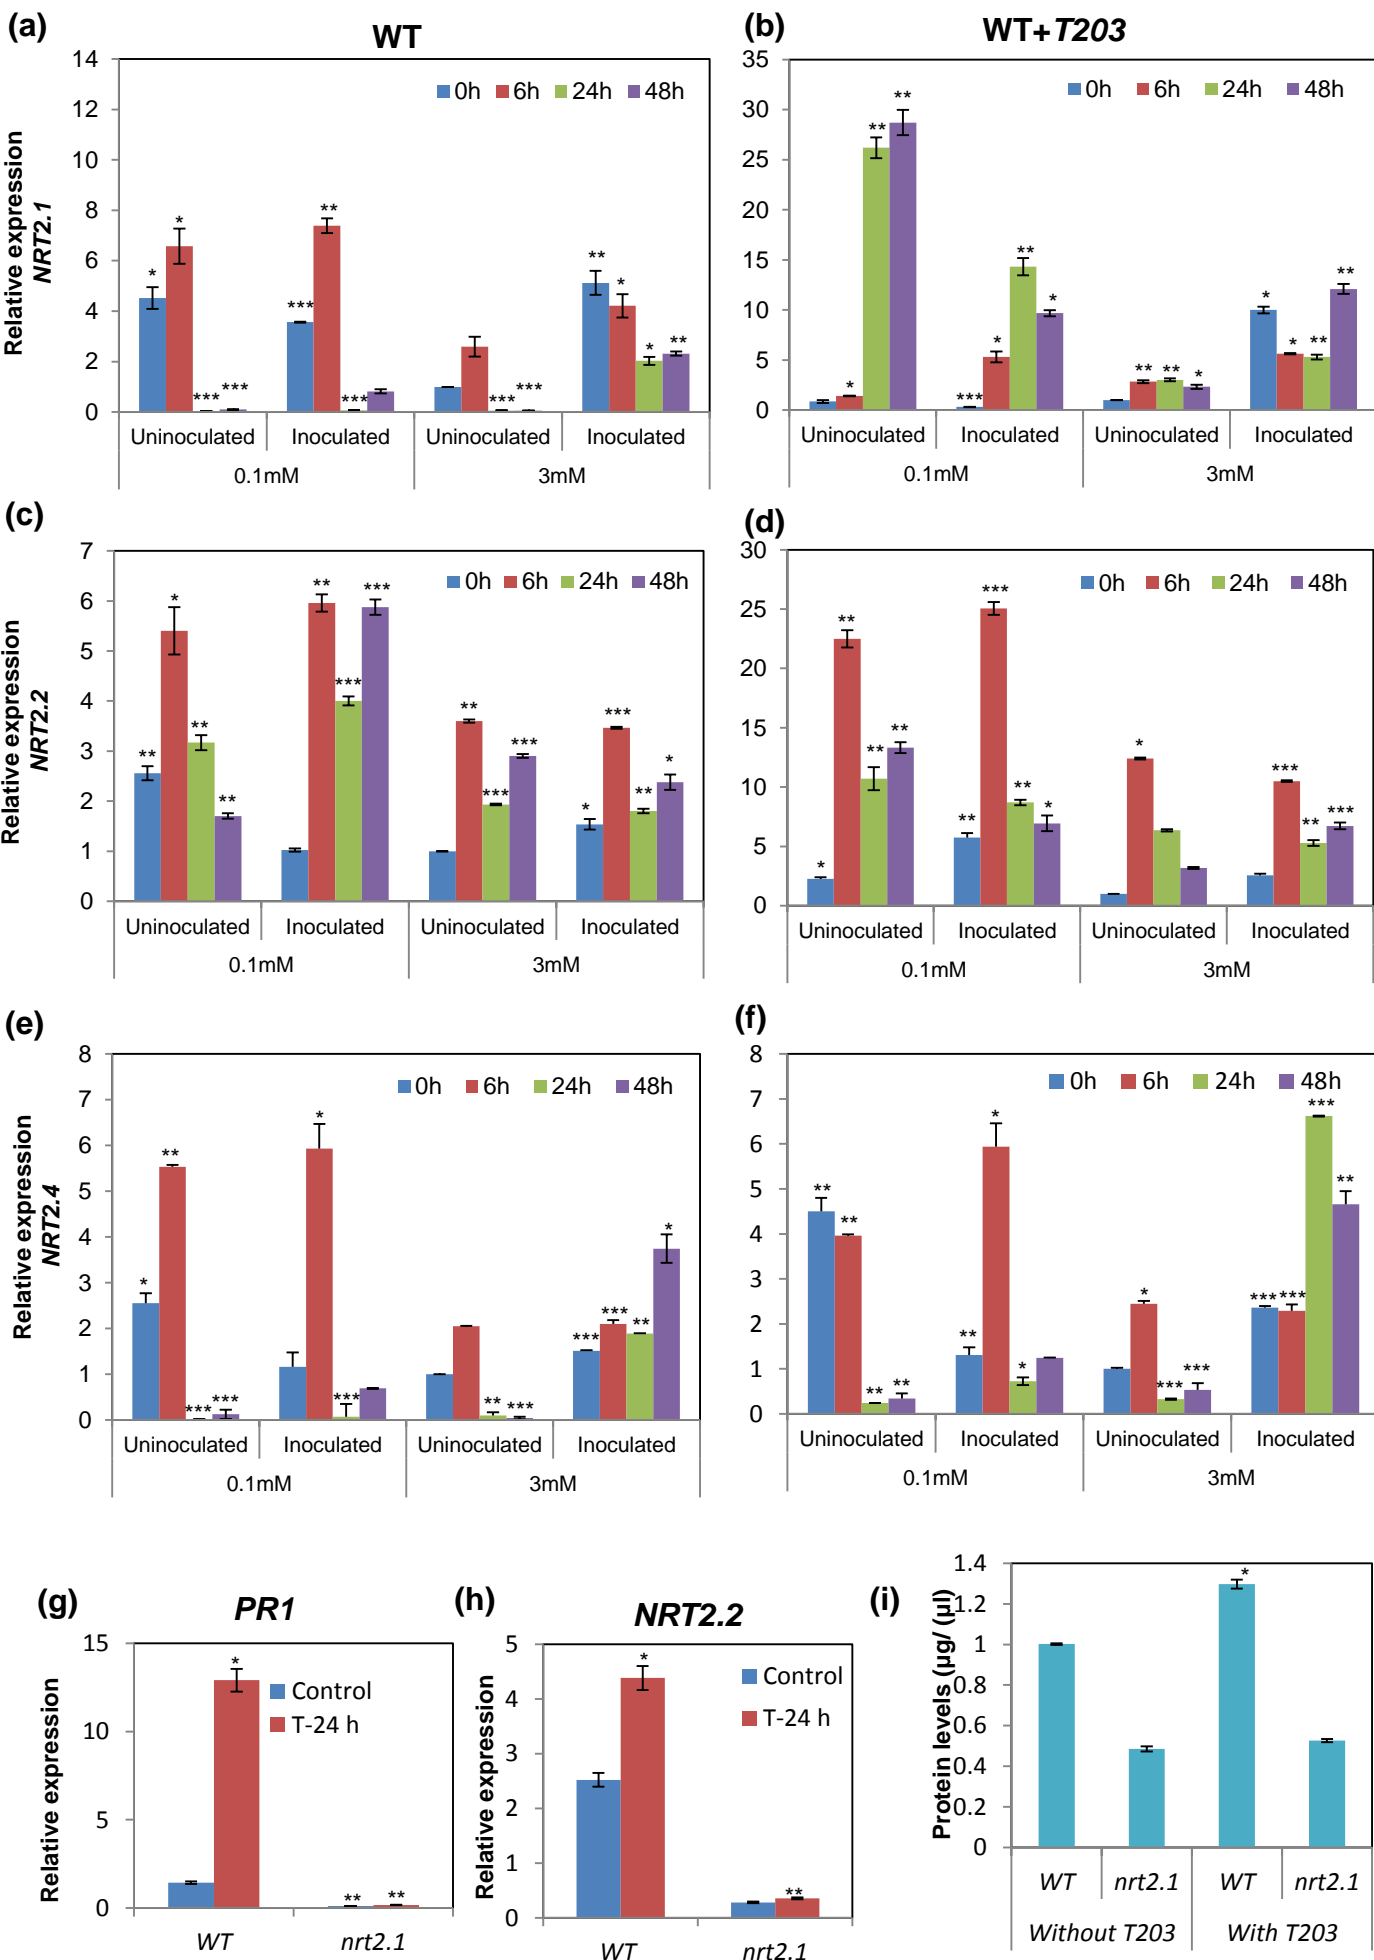 (a)
WT
(b)
WT+T203
14
12
10
8
6
4
2
0
Relative expression
NRT2.1
0h 6h 24h 48h
* * *** *** *** ** *** *** *** ** * * **
Uninoculated Inoculated Uninoculated Inoculated
0.1mM 3mM
35
30
25
20
15
10
5
0
0h 6h 24h 48h
* ** ** *** * ** * ** ** * * * ** **
Uninoculated Inoculated Uninoculated Inoculated
0.1mM 3mM
(c)
7
6
5
4
3
2
1
0
Relative expression
NRT2.2
0h 6h 24h 48h
** * ** ** ** *** *** ** *** *** * *** ** *
Uninoculated Inoculated Uninoculated Inoculated
0.1mM 3mM
(d)
30
25
20
15
10
5
0
0h 6h 24h 48h
* ** ** ** ** *** ** * * *** ** ***
Uninoculated Inoculated Uninoculated Inoculated
0.1mM 3mM
(e)
8
7
6
5
4
3
2
1
0
Relative expression
NRT2.4
0h 6h 24h 48h
* ** *** *** * *** ** *** *** *** ** *
Uninoculated Inoculated Uninoculated Inoculated
0.1mM 3mM
(f)
8
7
6
5
4
3
2
1
0
0h 6h 24h 48h
** ** ** ** ** * * * *** *** *** *** *** **
Uninoculated Inoculated Uninoculated Inoculated
0.1mM 3mM
(g)
PR1
15
10
5
0
Relative expression
Control
T-24 h
* ** **
WT nrt2.1
(h)
NRT2.2
5
4
3
2
1
0
Relative expression
Control
T-24 h
* **
WT nrt2.1
(i)
1.4
1.2
1
0.8
0.6
0.4
0.2
0
Protein levels (µg/ (µl)
*
WT nrt2.1 WT nrt2.1
Without T203 With T203